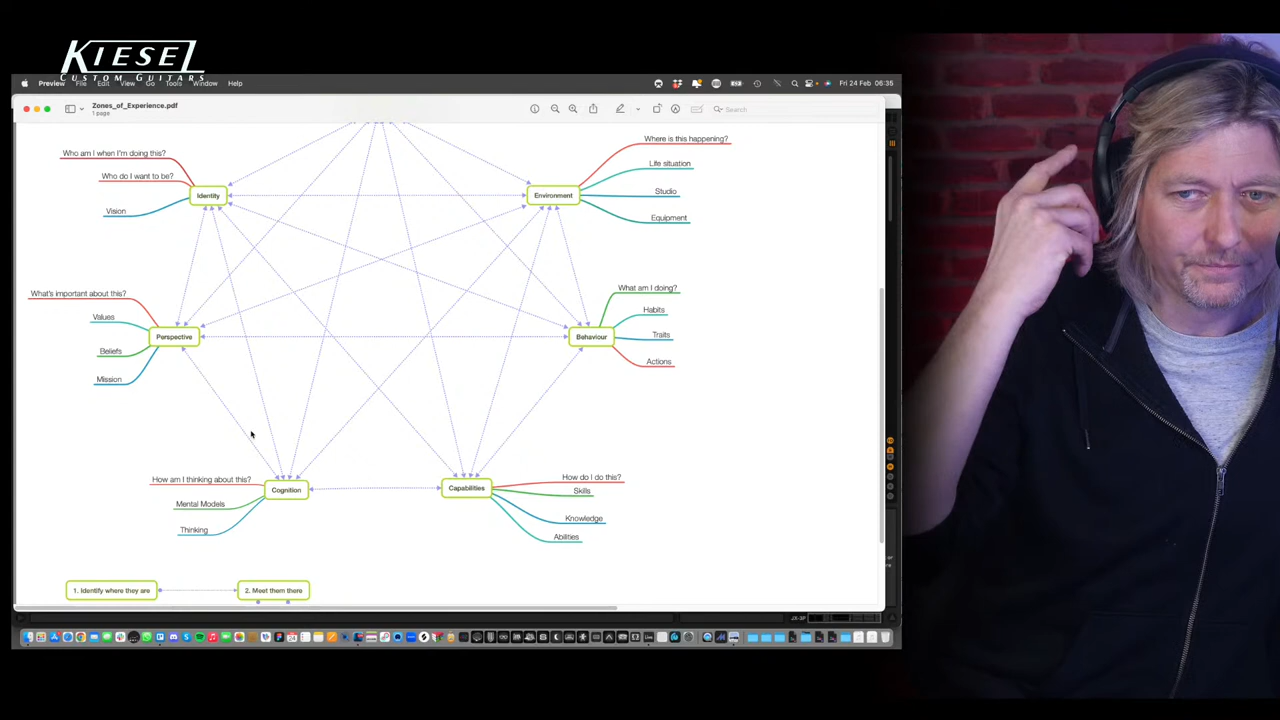 KIESEL
CUSTOM GUITARS
Preview File Edit View Go Tools Window Help
Fri 24 Feb 06:35
Zones_of_Experience.pdf
1 page
Search
Who am I when I'm doing this?
Who do I want to be?
Vision
Identity
Environment
Where is this happening?
Life situation
Studio
Equipment
What's important about this?
Values
Beliefs
Mission
Perspective
Behaviour
What am I doing?
Habits
Traits
Actions
How am I thinking about this?
Mental Models
Thinking
Cognition
Capabilities
How do I do this?
Skills
Knowledge
Abilities
1. Identify where they are
2. Meet them there
JX-3P